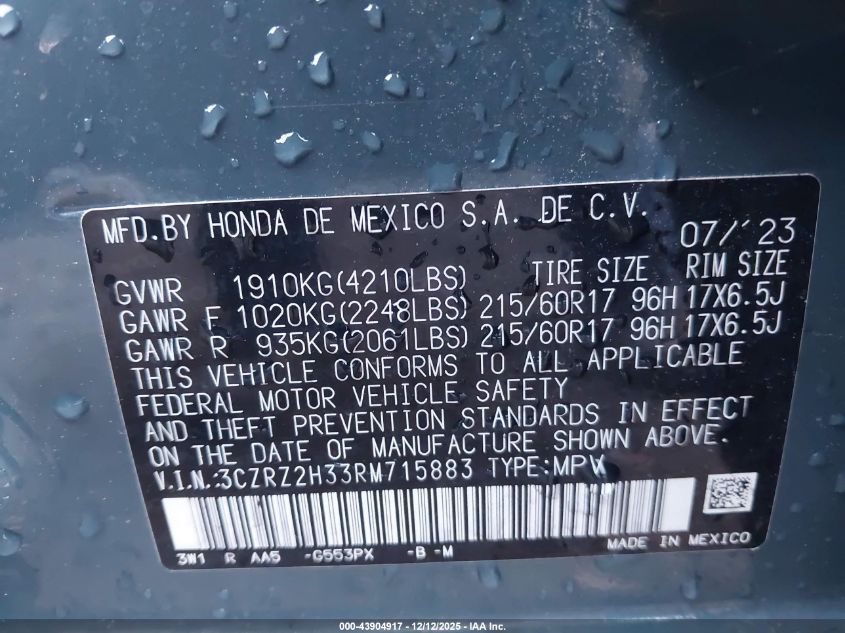 MFD.BY HONDA DE MEXICO S.A. DE C.V. 07/'23
TIRE SIZE RIM SIZE
GVWR 1910KG(4210LBS)
GAWR F 1020KG(2248LBS) 215/60R17 96H 17X6.5J
GAWR R 935KG(2061LBS) 215/60R17 96H 17X6.5J
THIS VEHICLE CONFORMS TO ALL APPLICABLE
FEDERAL MOTOR VEHICLE SAFETY
AND THEFT PREVENTION STANDARDS IN EFFECT
ON THE DATE OF MANUFACTURE SHOWN ABOVE.
V.I.N.:3CZRZ2H33RM715883 TYPE:MPV
3W1 R AA5 -G553PX -B -M MADE IN MEXICO
000-43904917 - 12/12/2025 - IAA Inc.